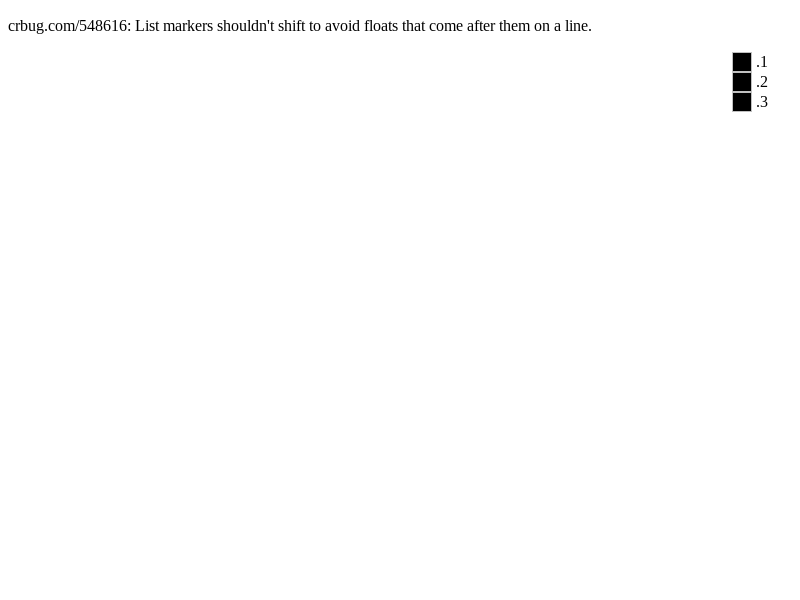 crbug.com/548616: List markers shouldn't shift to avoid floats that come after them on a line.
.1
.2
.3